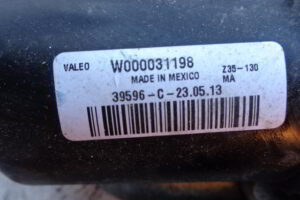 VALEO W000031198 Z35-130
MADE IN MEXICO MA
39596-C-23.05.13